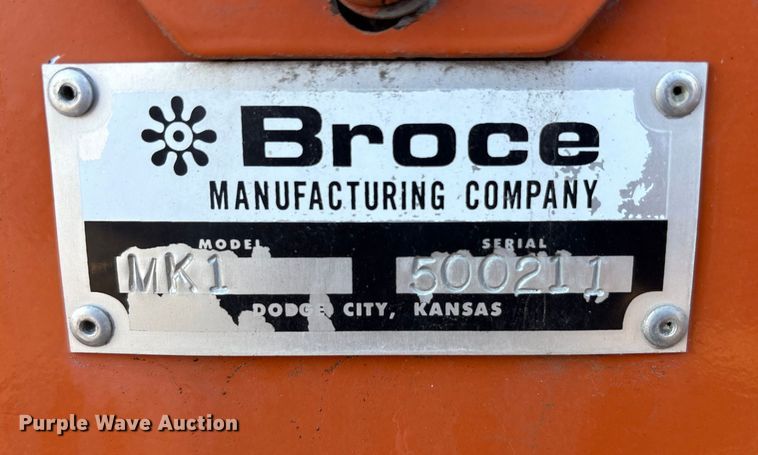 Broce
MANUFACTURING COMPANY
MODEL SERIAL
MK1 500211
DODGE CITY, KANSAS
Purple Wave Auction